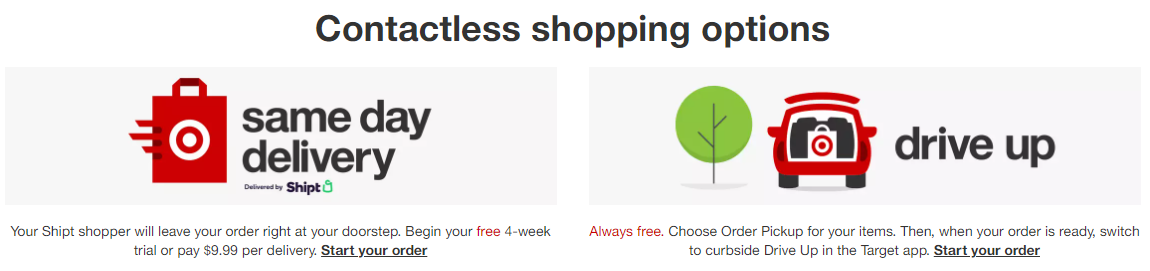 Contactless shopping options
same day
delivery
Delivered by Shipt
drive up
Your Shipt shopper will leave your order right at your doorstep. Begin your free 4-week
trial or pay $9.99 per delivery. Start your order
Always free. Choose Order Pickup for your items. Then, when your order is ready, switch
to curbside Drive Up in the Target app. Start your order